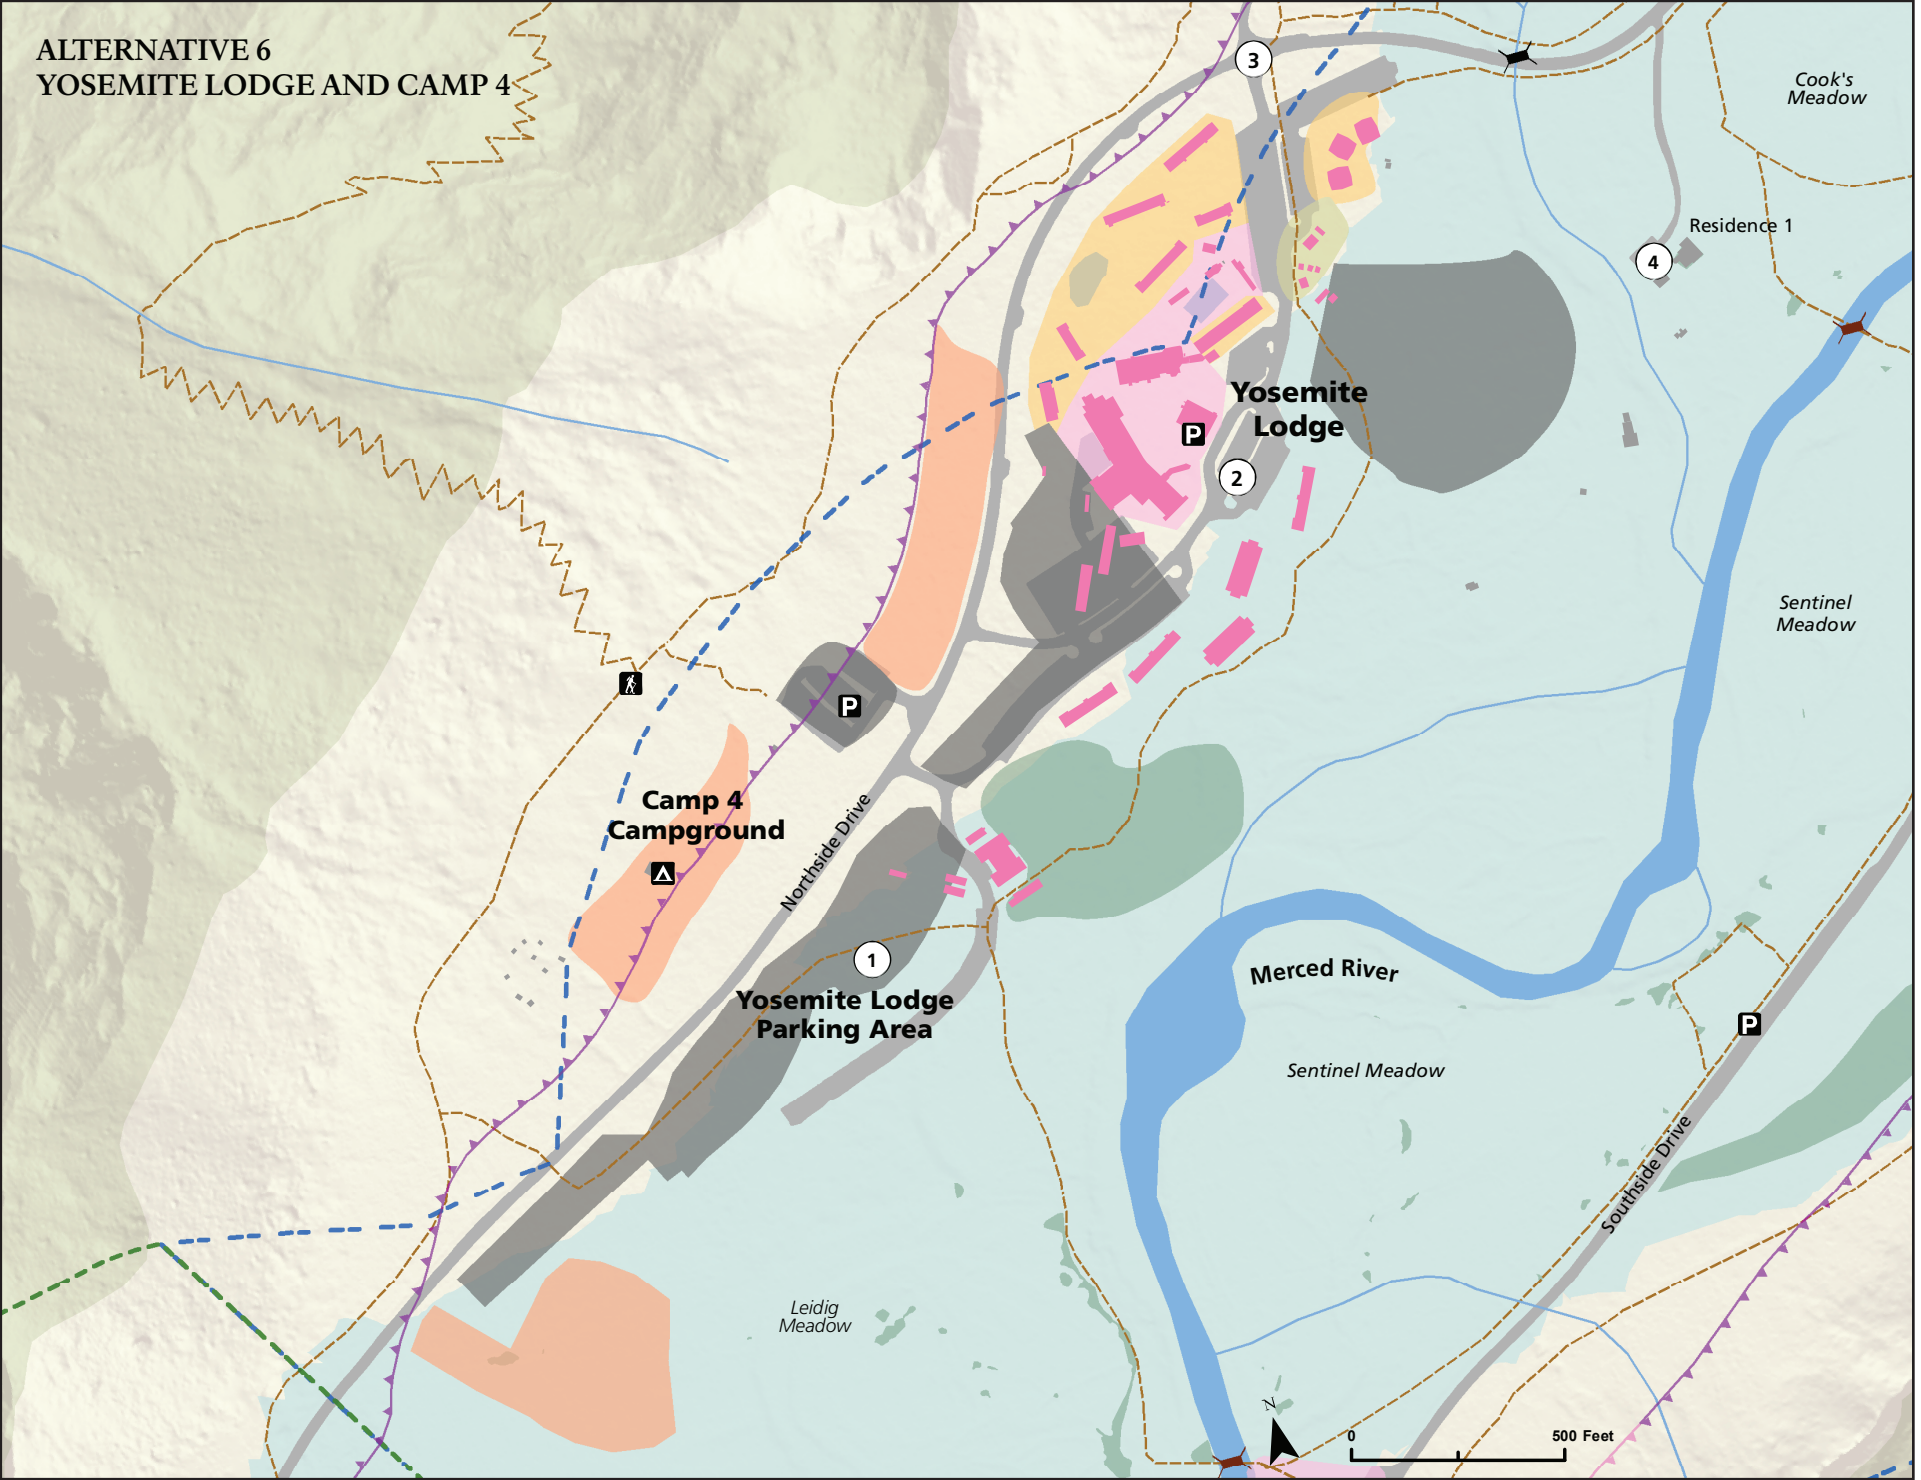 ALTERNATIVE 6
YOSEMITE LODGE AND CAMP 4
3
Cook's
Meadow
Residence 1
4
Yosemite
Lodge
P
2
Sentinel
Meadow
P
Camp 4
Campground
Northside Drive
1
Merced River
Yosemite Lodge
Parking Area
P
Sentinel Meadow
Southside Drive
Leidig
Meadow
N
0
500 Feet